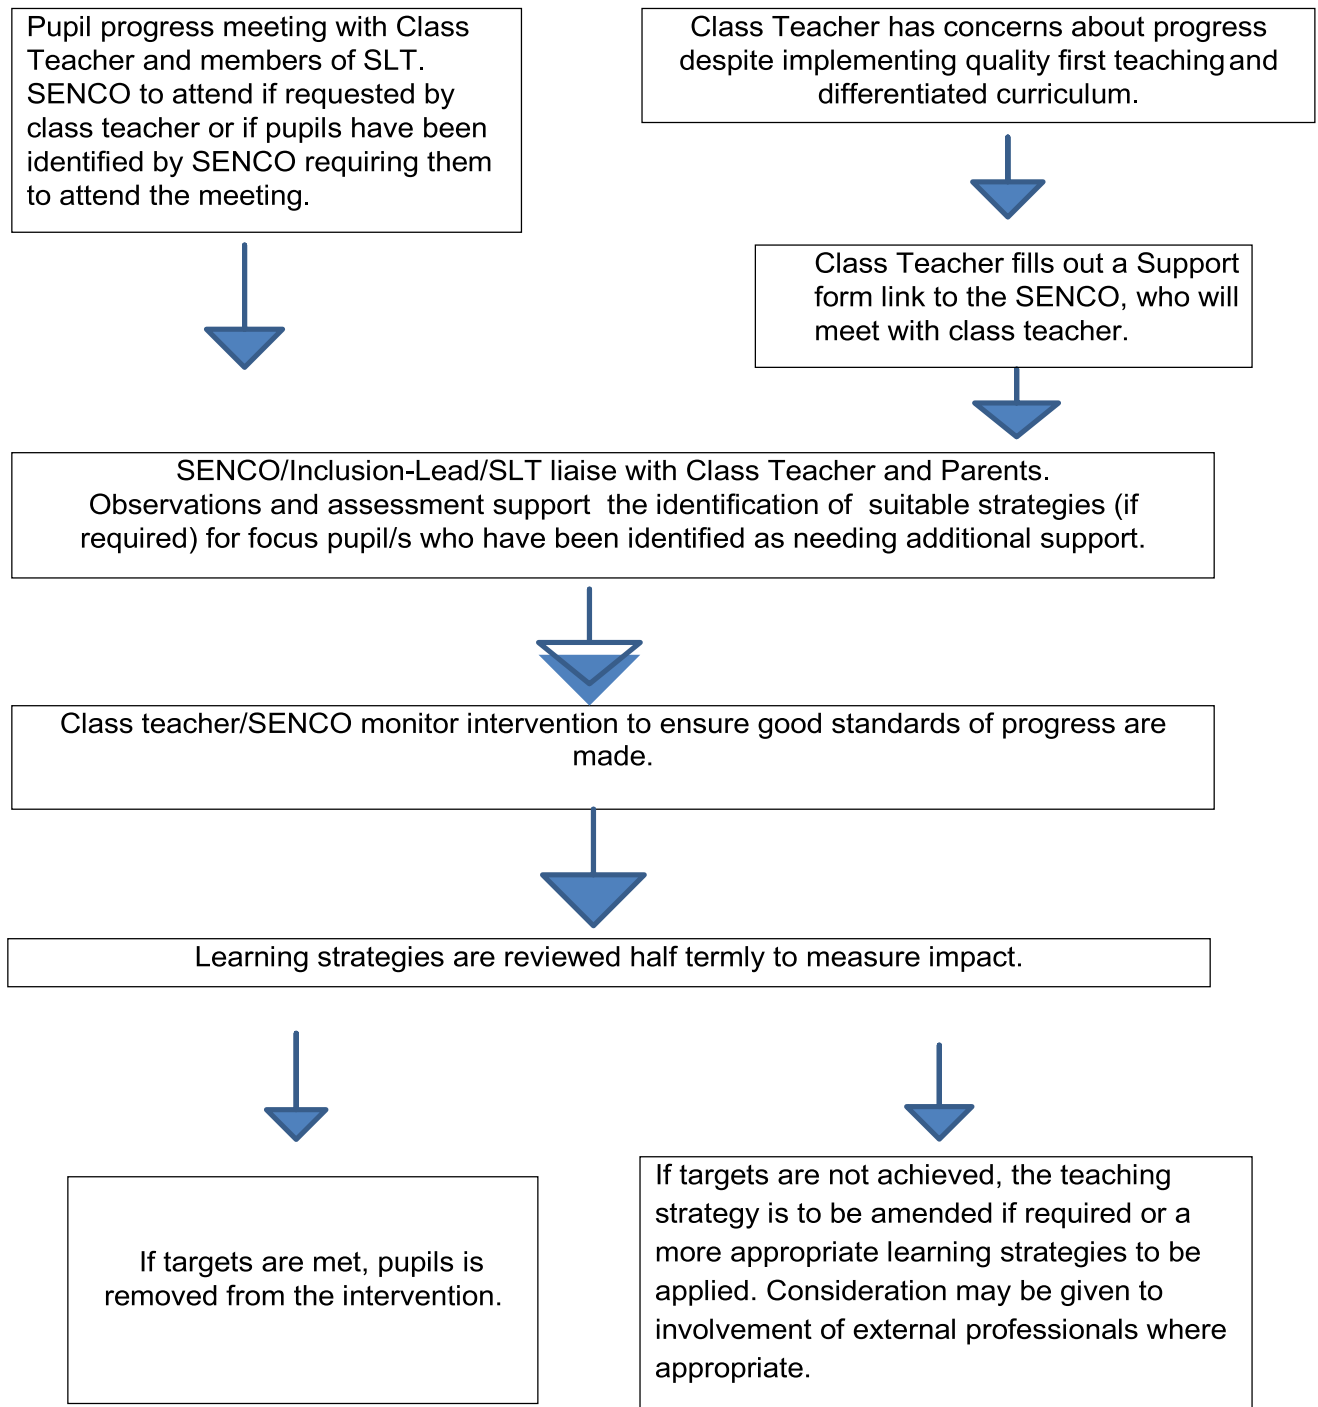 Pupil progress meeting with Class
Teacher and members of SLT.
SENCO to attend if requested by
class teacher or if pupils have been
identified by SENCO requiring them
to attend the meeting.
Class Teacher has concerns about progress
despite implementing quality first teaching and
differentiated curriculum.
Class Teacher fills out a Support
form link to the SENCO, who will
meet with class teacher.
SENCO/Inclusion-Lead/SLT liaise with Class Teacher and Parents.
Observations and assessment support the identification of suitable strategies (if
required) for focus pupil/s who have been identified as needing additional support.
Class teacher/SENCO monitor intervention to ensure good standards of progress are
made.
Learning strategies are reviewed half termly to measure impact.
If targets are met, pupils is
removed from the intervention.
If targets are not achieved, the teaching
strategy is to be amended if required or a
more appropriate learning strategies to be
applied. Consideration may be given to
involvement of external professionals where
appropriate.